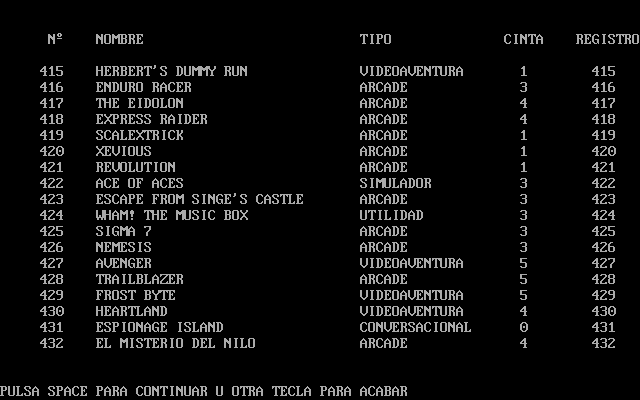 Nº NOMBRE TIPO CINTA REGISTRO
415 HERBERT'S DUMMY RUN VIDEOAVENTURA 1 415
416 ENDURO RACER ARCADE 3 416
417 THE EIDOLON ARCADE 4 417
418 EXPRESS RAIDER ARCADE 4 418
419 SCALEXTRICK ARCADE 1 419
420 XEVIOUS ARCADE 1 420
421 REVOLUTION ARCADE 1 421
422 ACE OF ACES SIMULADOR 3 422
423 ESCAPE FROM SINGE'S CASTLE ARCADE 3 423
424 WHAM! THE MUSIC BOX UTILIDAD 3 424
425 SIGMA 7 ARCADE 3 425
426 NEMESIS ARCADE 3 426
427 AVENGER VIDEOAVENTURA 5 427
428 TRAILBLAZER ARCADE 5 428
429 FROST BYTE VIDEOAVENTURA 5 429
430 HEARTLAND VIDEOAVENTURA 4 430
431 ESPIONAGE ISLAND CONVERSACIONAL 0 431
432 EL MISTERIO DEL NILO ARCADE 4 432
PULSA SPACE PARA CONTINUAR U OTRA TECLA PARA ACABAR